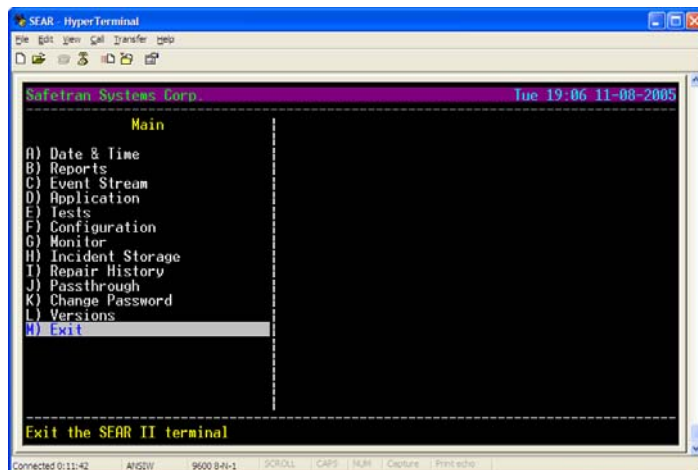 SEAR - HyperTerminal
File Edit View Call Transfer Help
Safetran Systems Corp. Tue 19:06 11-08-2005
Main
A) Date & Time
B) Reports
C) Event Stream
D) Application
E) Tests
F) Configuration
G) Monitor
H) Incident Storage
I) Repair History
J) Passthrough
K) Change Password
L) Versions
M) Exit
Exit the SEAR II terminal
Connected 0:11:42 ANSIW 9600 8-N-1 SCROLL CAPS NUM Capture Print echo